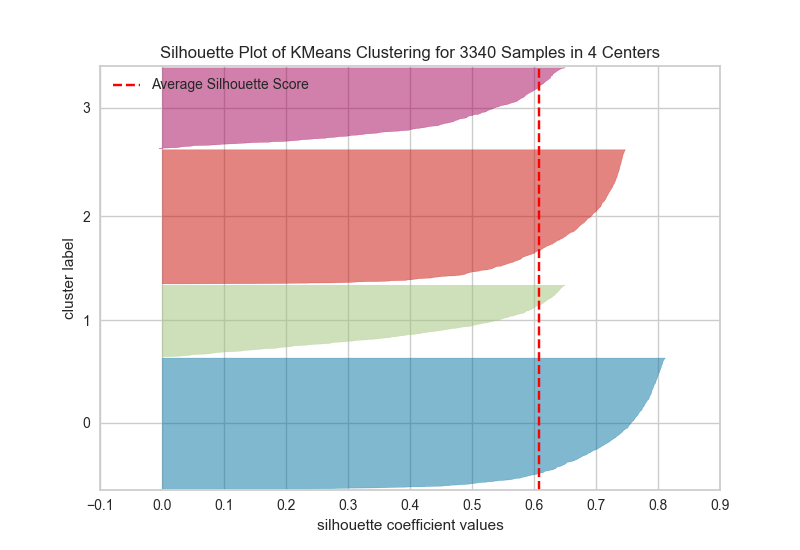 Silhouette Plot of KMeans Clustering for 3340 Samples in 4 Centers
Average Silhouette Score
3
2
1
0
cluster label
−0.1 0.0 0.1 0.2 0.3 0.4 0.5 0.6 0.7 0.8 0.9
silhouette coefficient values